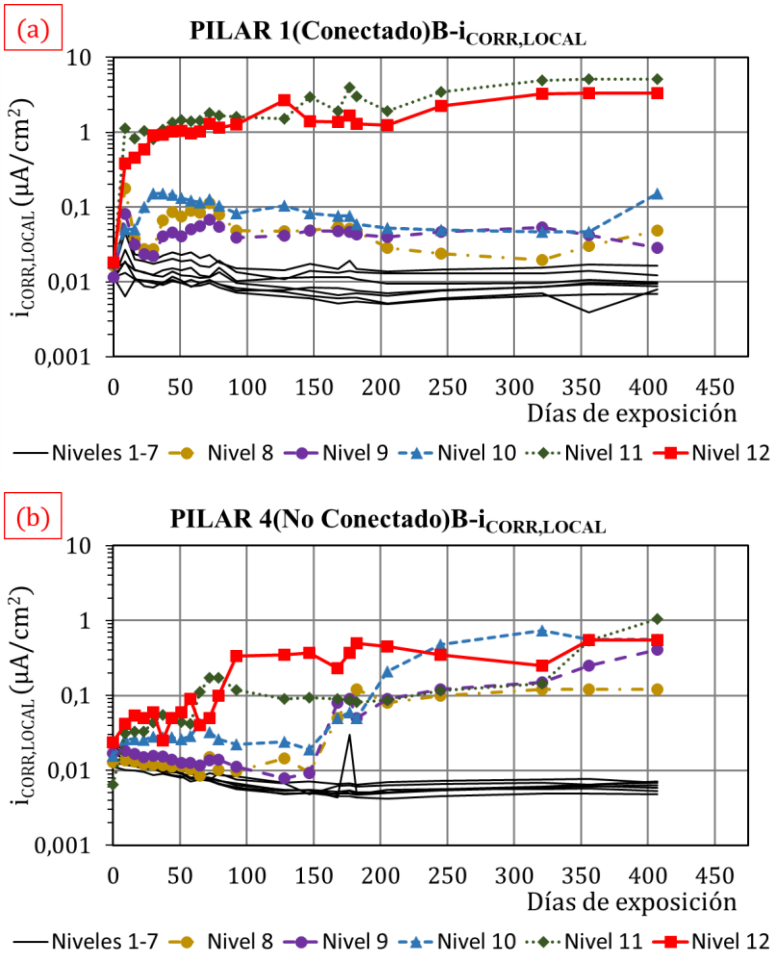 (a)
PILAR 1(Conectado)B-iCORR,LOCAL
10
1
0,1
0,01
0,001
iCORR,LOCAL (µA/cm²)
0 50 100 150 200 250 300 350 400 450
Días de exposición
Niveles 1-7 Nivel 8 Nivel 9 Nivel 10 Nivel 11 Nivel 12
(b)
PILAR 4(No Conectado)B-iCORR,LOCAL
10
1
0,1
0,01
0,001
iCORR,LOCAL (µA/cm²)
0 50 100 150 200 250 300 350 400 450
Días de exposición
Niveles 1-7 Nivel 8 Nivel 9 Nivel 10 Nivel 11 Nivel 12